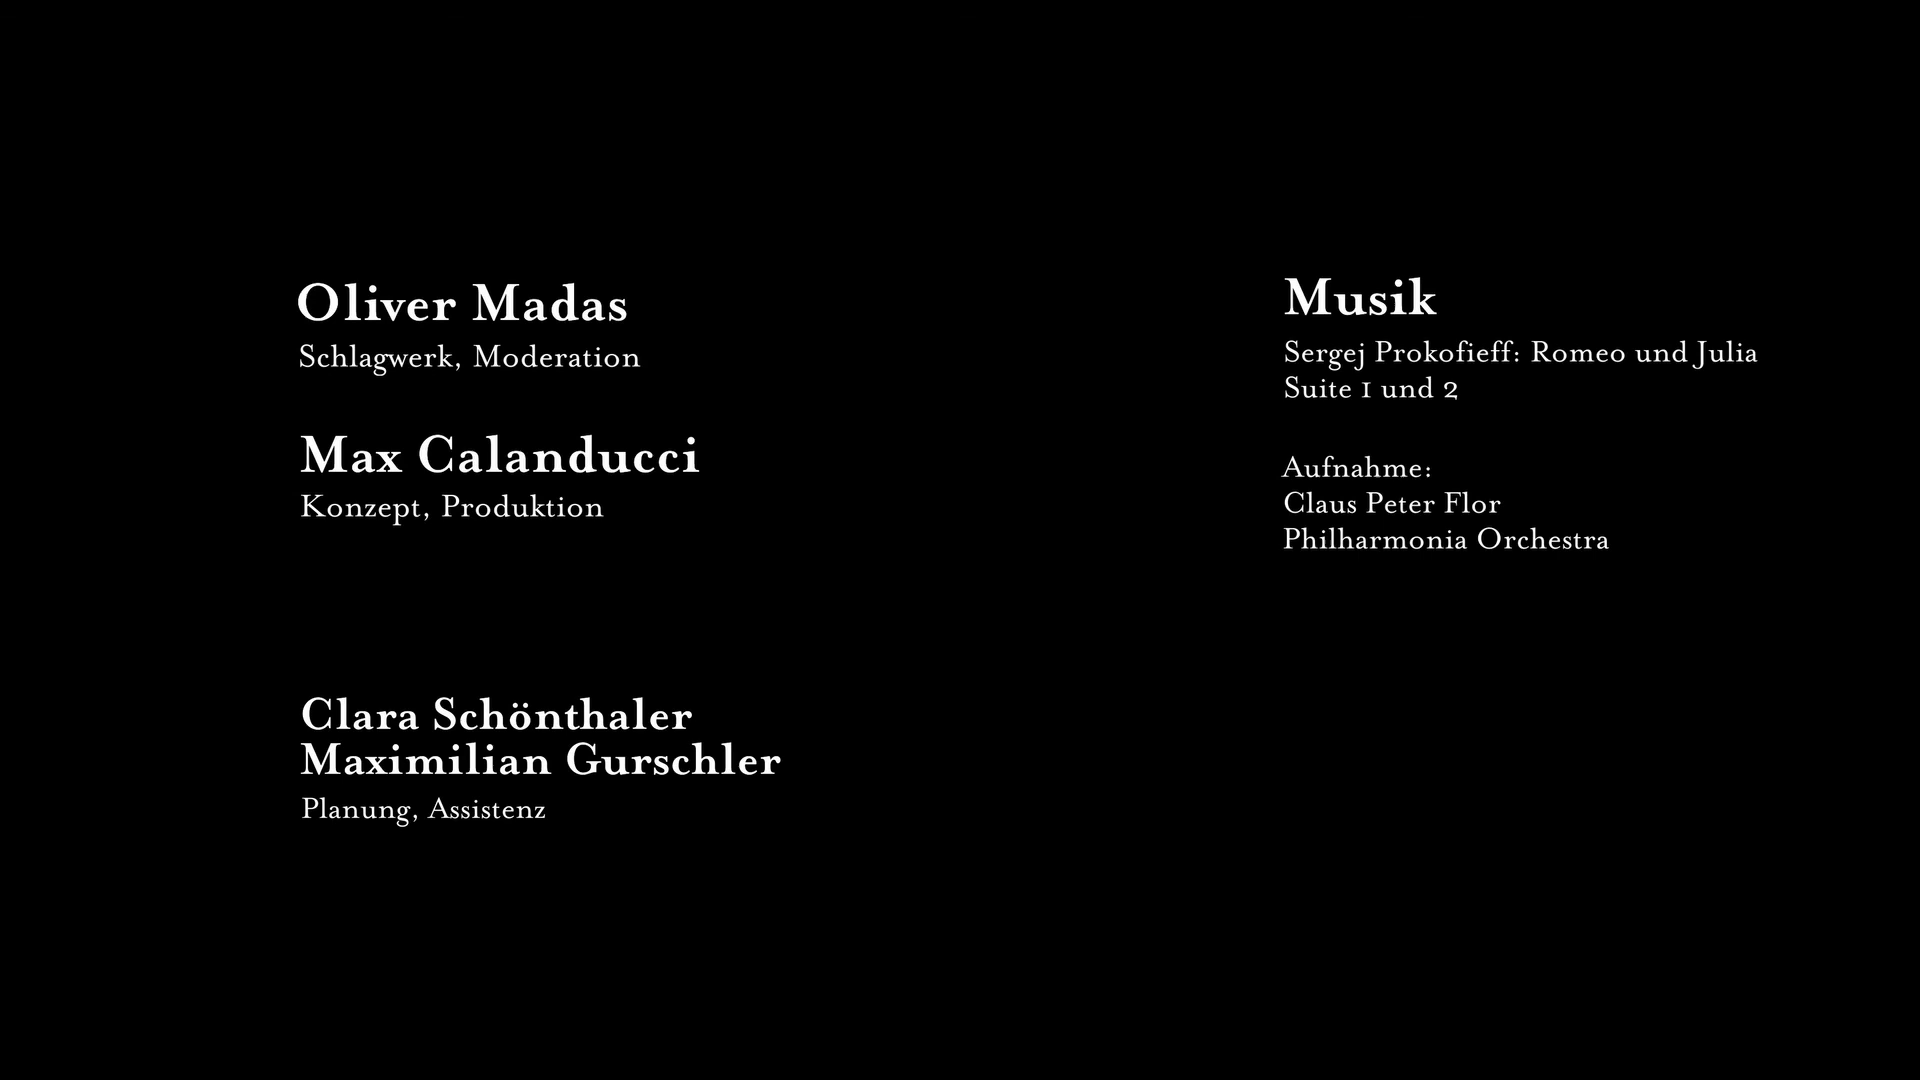 Oliver Madas
Schlagwerk, Moderation
Max Calanducci
Konzept, Produktion
Clara Schönthaler
Maximilian Gurschler
Planung, Assistenz
Musik
Sergej Prokofieff: Romeo und Julia
Suite 1 und 2
Aufnahme:
Claus Peter Flor
Philharmonia Orchestra